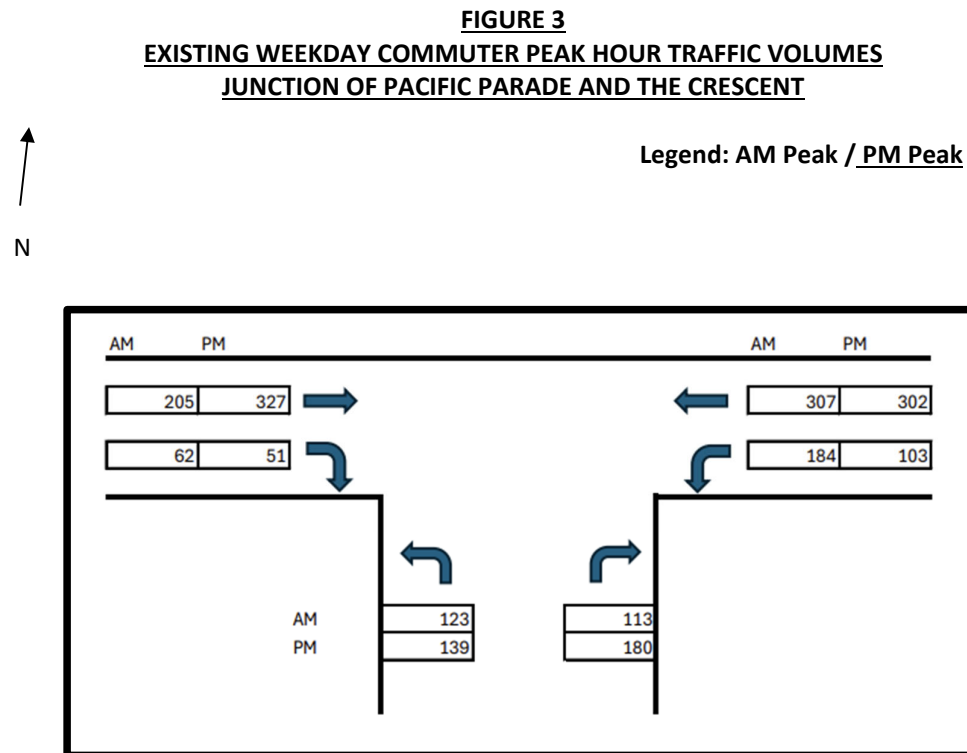 FIGURE 3
EXISTING WEEKDAY COMMUTER PEAK HOUR TRAFFIC VOLUMES
JUNCTION OF PACIFIC PARADE AND THE CRESCENT
Legend: AM Peak / PM Peak
N
AM PM AM PM
205 327 307 302
62 51 184 103
AM 123 113
PM 139 180